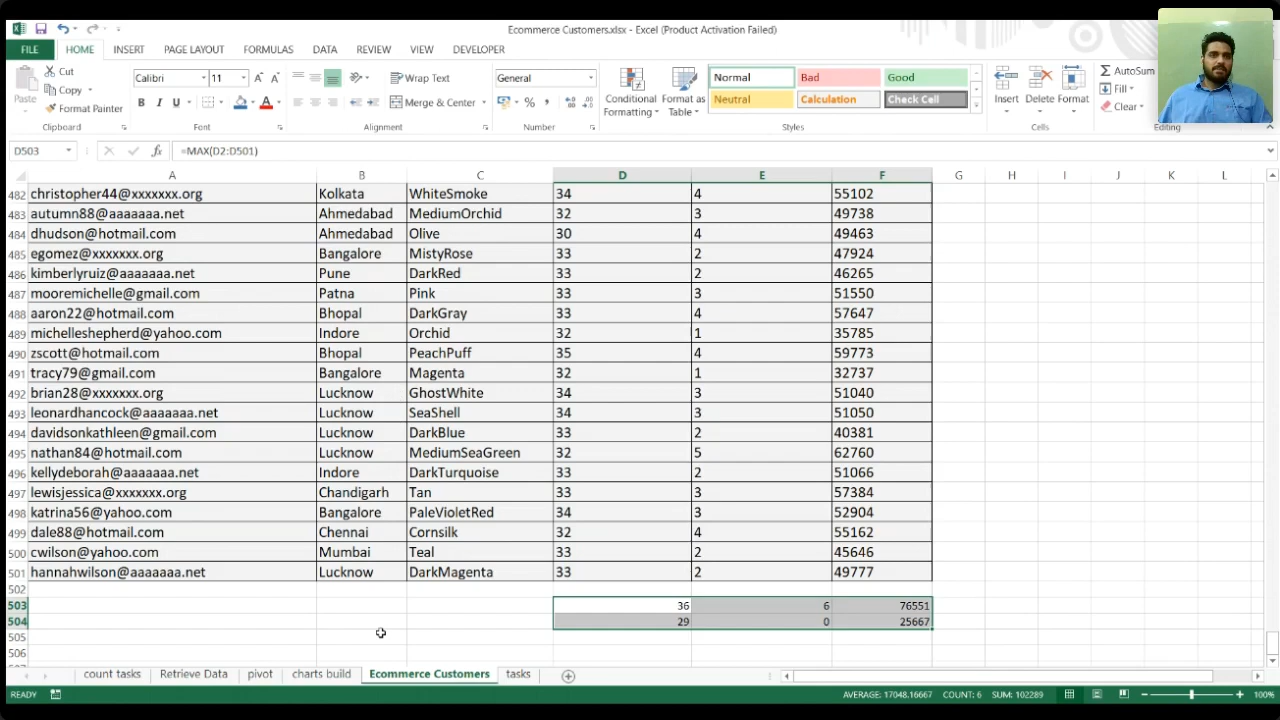 Ecommerce Customers.xlsx - Excel (Product Activation Failed)
FILE HOME INSERT PAGE LAYOUT FORMULAS DATA REVIEW VIEW DEVELOPER
Paste
Cut
Copy
Format Painter
Clipboard
Calibri 11
B I U
Font
Wrap Text
Merge & Center
Alignment
General
Number
Conditional Formatting
Format as Table
Normal Bad Good
Neutral Calculation Check Cell
Styles
Insert Delete Format
Cells
AutoSum
Fill
Clear
Editing
D503 fx =MAX(D2:D501)
A B C D E F G H I J K L
482 christopher44@xxxxxxx.org Kolkata WhiteSmoke 34 4 55102
483 autumn88@aaaaaaa.net Ahmedabad MediumOrchid 32 3 49738
484 dhudson@hotmail.com Ahmedabad Olive 30 4 49463
485 egomez@xxxxxxx.org Bangalore MistyRose 33 2 47924
486 kimberlyruiz@aaaaaaa.net Pune DarkRed 33 2 46265
487 mooremichelle@gmail.com Patna Pink 33 3 51550
488 aaron22@hotmail.com Bhopal DarkGray 33 4 57647
489 michelleshepherd@yahoo.com Indore Orchid 32 1 35785
490 zscott@hotmail.com Bhopal PeachPuff 35 4 59773
491 tracy79@gmail.com Bangalore Magenta 32 1 32737
492 brian28@xxxxxxx.org Lucknow GhostWhite 34 3 51040
493 leonardhancock@aaaaaaa.net Lucknow SeaShell 34 3 51050
494 davidsonkathleen@gmail.com Lucknow DarkBlue 33 2 40381
495 nathan84@hotmail.com Lucknow MediumSeaGreen 32 5 62760
496 kellydeborah@aaaaaaa.net Indore DarkTurquoise 33 2 51066
497 lewisjessica@xxxxxxx.org Chandigarh Tan 33 3 57384
498 katrina56@yahoo.com Bangalore PaleVioletRed 34 3 52904
499 dale88@hotmail.com Chennai Cornsilk 32 4 55162
500 cwilson@yahoo.com Mumbai Teal 33 2 45646
501 hannahwilson@aaaaaaa.net Lucknow DarkMagenta 33 2 49777
502
503 36 6 76551
504 29 0 25667
505
506
count tasks Retrieve Data pivot charts build Ecommerce Customers tasks
READY AVERAGE: 17048.16667 COUNT: 6 SUM: 102289 100%